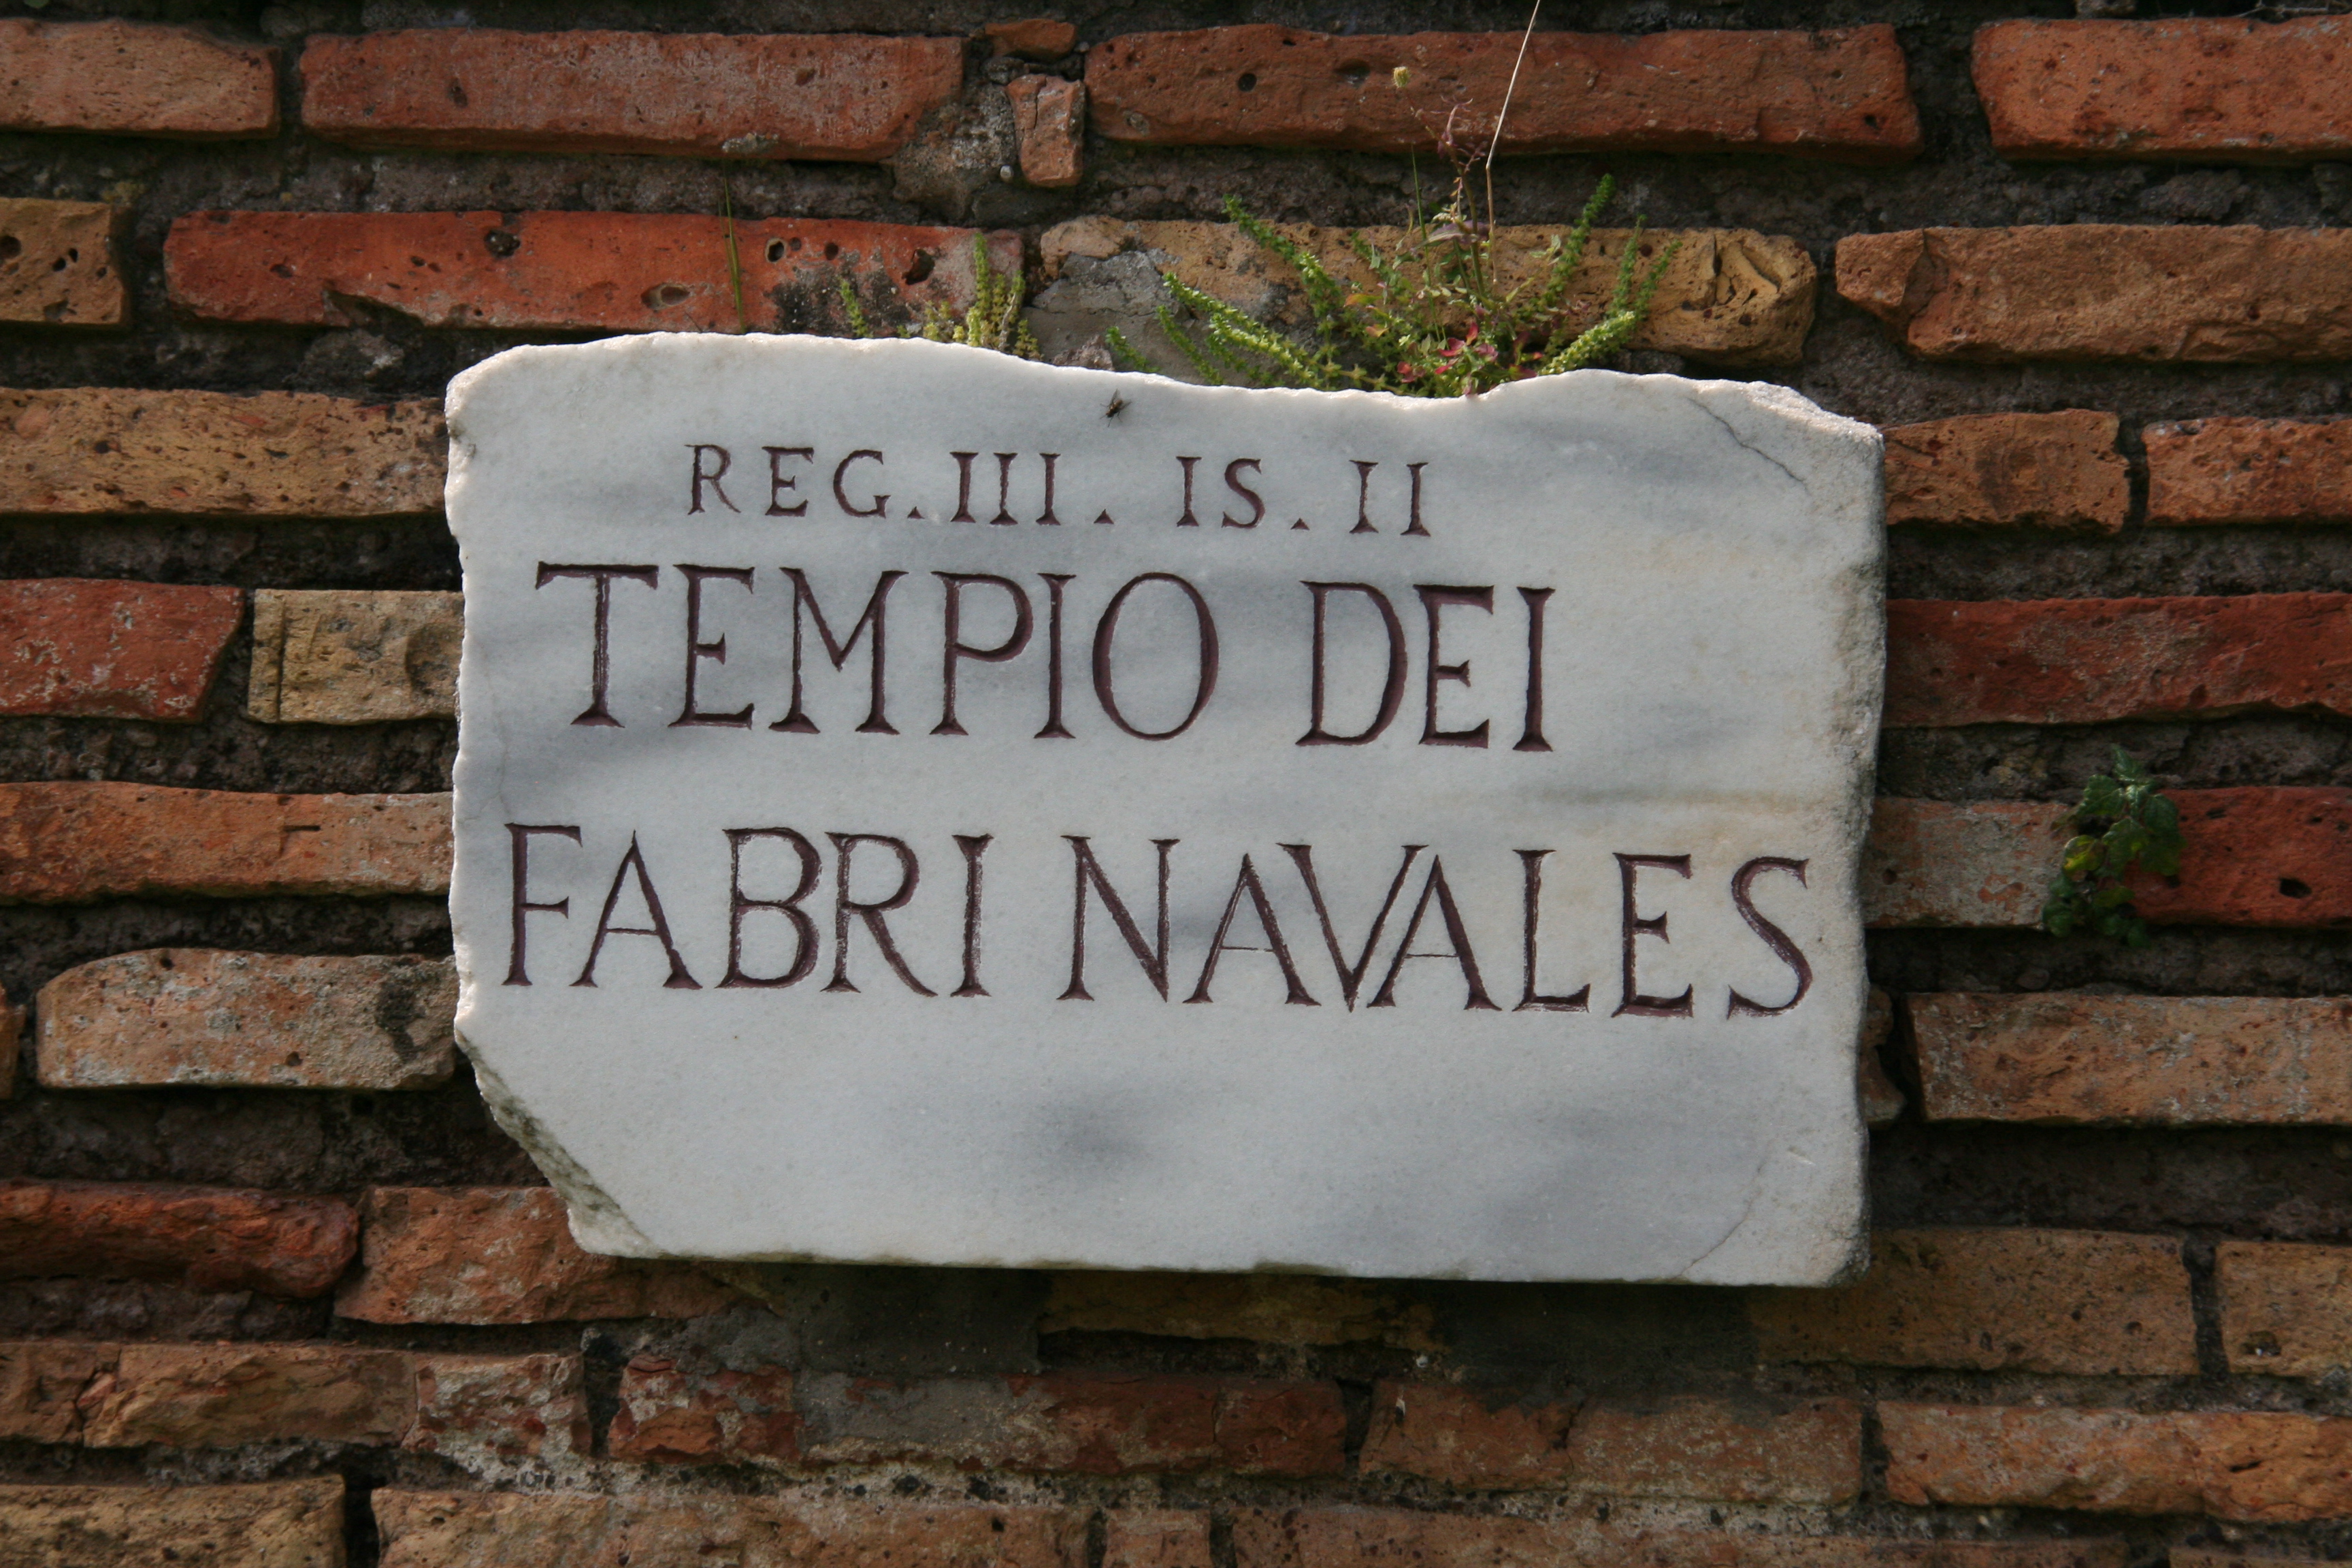 REG. III. IS. II
TEMPIO DEI
FABRI NAVALES